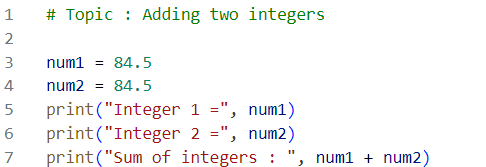 1 # Topic : Adding two integers
2
3 num1 = 84.5
4 num2 = 84.5
5 print("Integer 1 =", num1)
6 print("Integer 2 =", num2)
7 print("Sum of integers : ", num1 + num2)